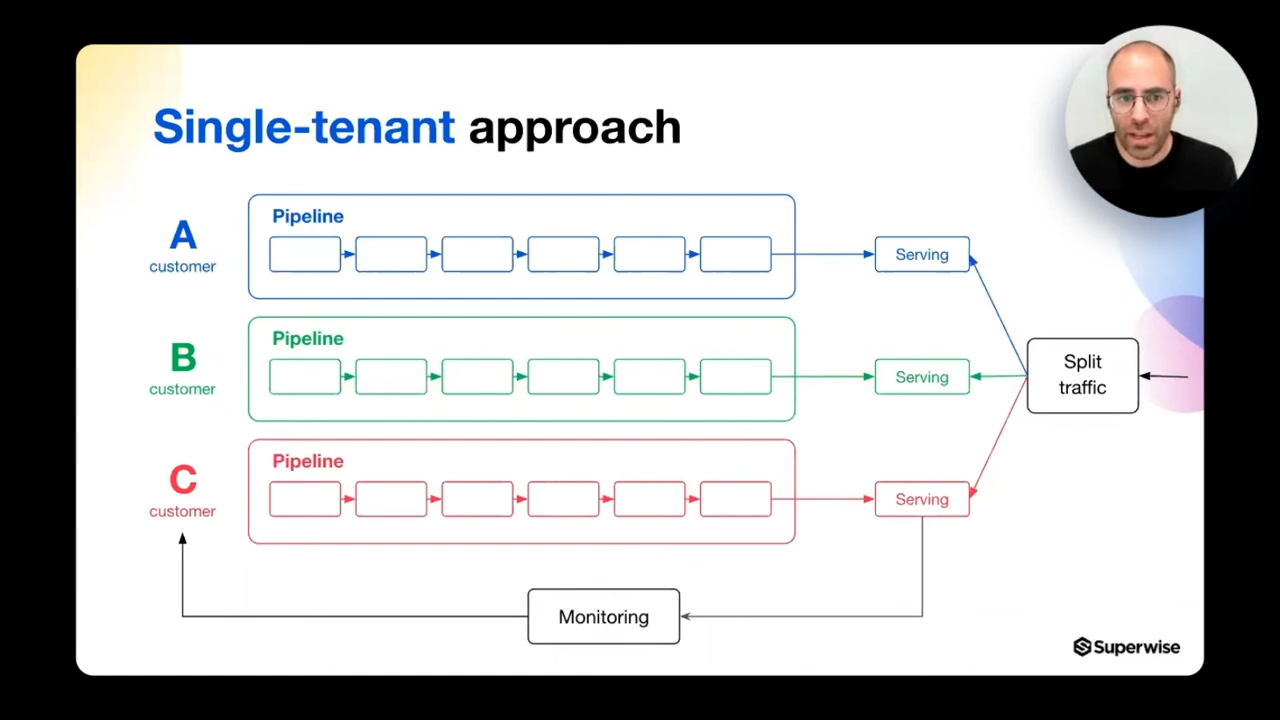 Single-tenant approach
A
customer
Pipeline
Serving
B
customer
Pipeline
Serving
Split
traffic
C
customer
Pipeline
Serving
Monitoring
Superwise